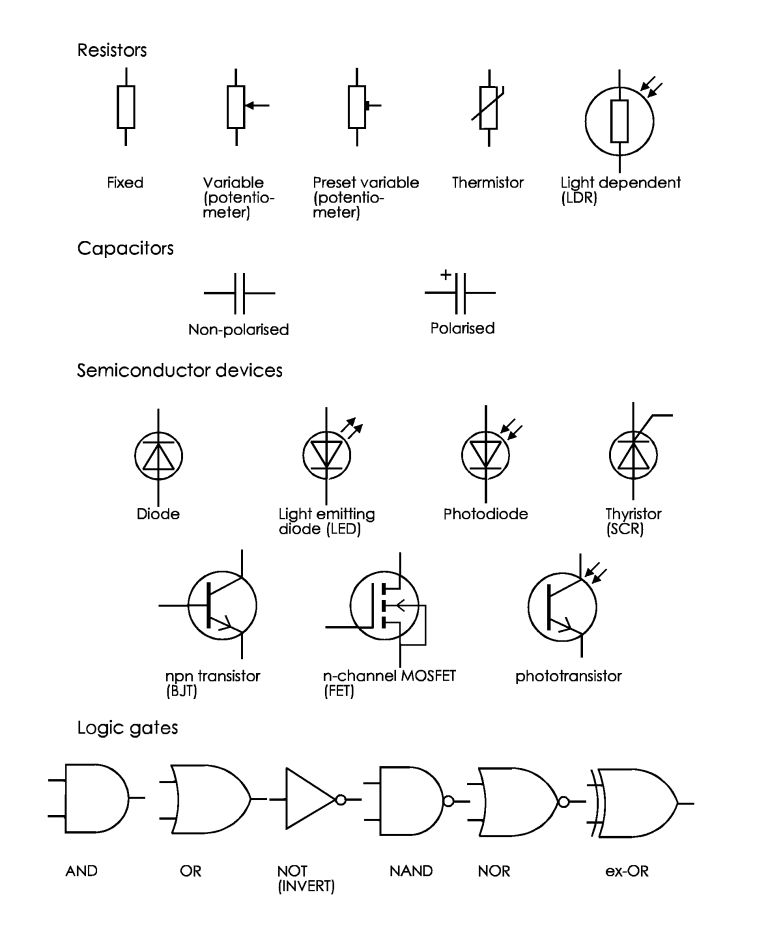 Resistors
Fixed
Variable
(potentio-
meter)
Preset variable
(potentio-
meter)
Thermistor
Light dependent
(LDR)
Capacitors
+
Non-polarised
Polarised
Semiconductor devices
Diode
Light emitting
diode (LED)
Photodiode
Thyristor
(SCR)
npn transistor
(BJT)
n-channel MOSFET
(FET)
phototransistor
Logic gates
AND
OR
NOT
(INVERT)
NAND
NOR
ex-OR